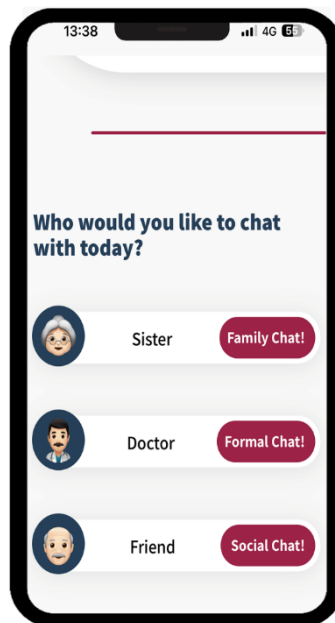 13:38
4G 55
Who would you like to chat
with today?
Sister
Family Chat!
Doctor
Formal Chat!
Friend
Social Chat!